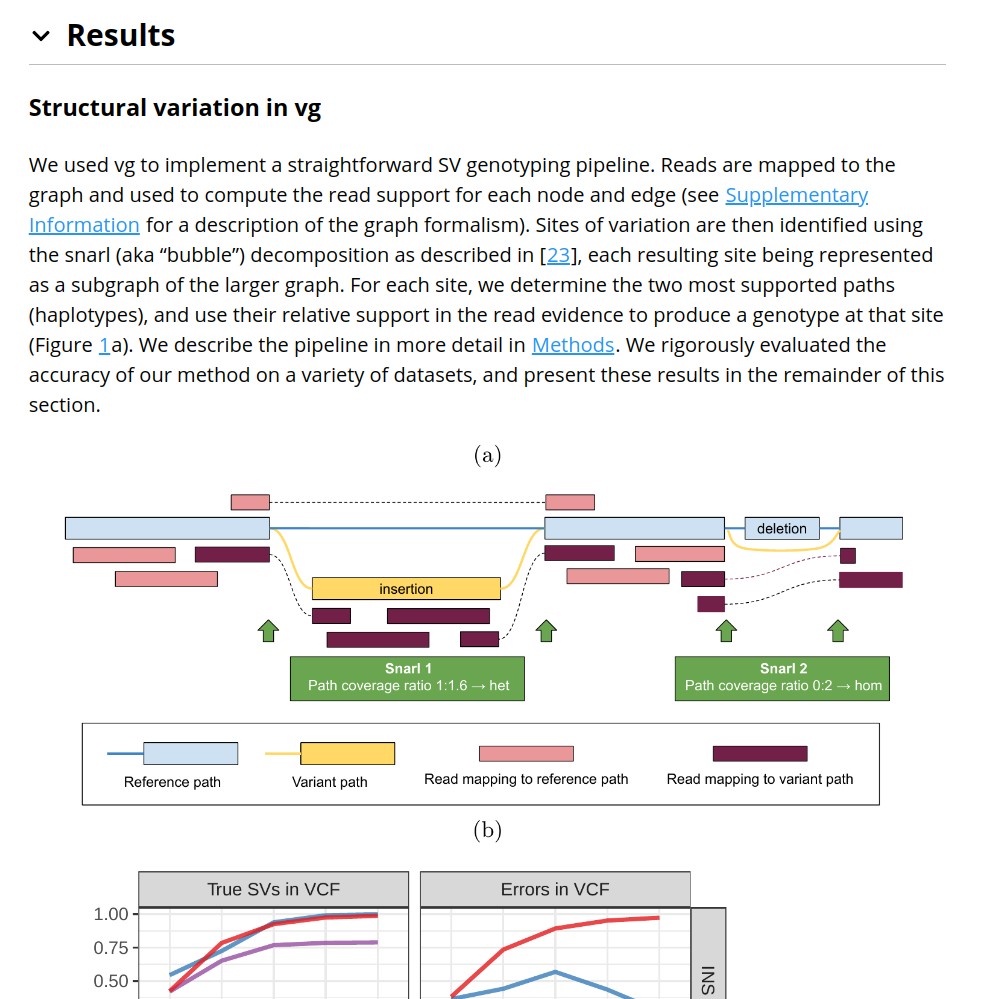 Results
Structural variation in vg
We used vg to implement a straightforward SV genotyping pipeline. Reads are mapped to the
graph and used to compute the read support for each node and edge (see Supplementary
Information for a description of the graph formalism). Sites of variation are then identified using
the snarl (aka “bubble”) decomposition as described in [23], each resulting site being represented
as a subgraph of the larger graph. For each site, we determine the two most supported paths
(haplotypes), and use their relative support in the read evidence to produce a genotype at that site
(Figure 1a). We describe the pipeline in more detail in Methods. We rigorously evaluated the
accuracy of our method on a variety of datasets, and present these results in the remainder of this
section.
(a)
deletion
insertion
Snarl 1
Path coverage ratio 1:1.6 → het
Snarl 2
Path coverage ratio 0:2 → hom
Reference path
Variant path
Read mapping to reference path
Read mapping to variant path
(b)
True SVs in VCF
Errors in VCF
1.00
0.75
0.50
INS